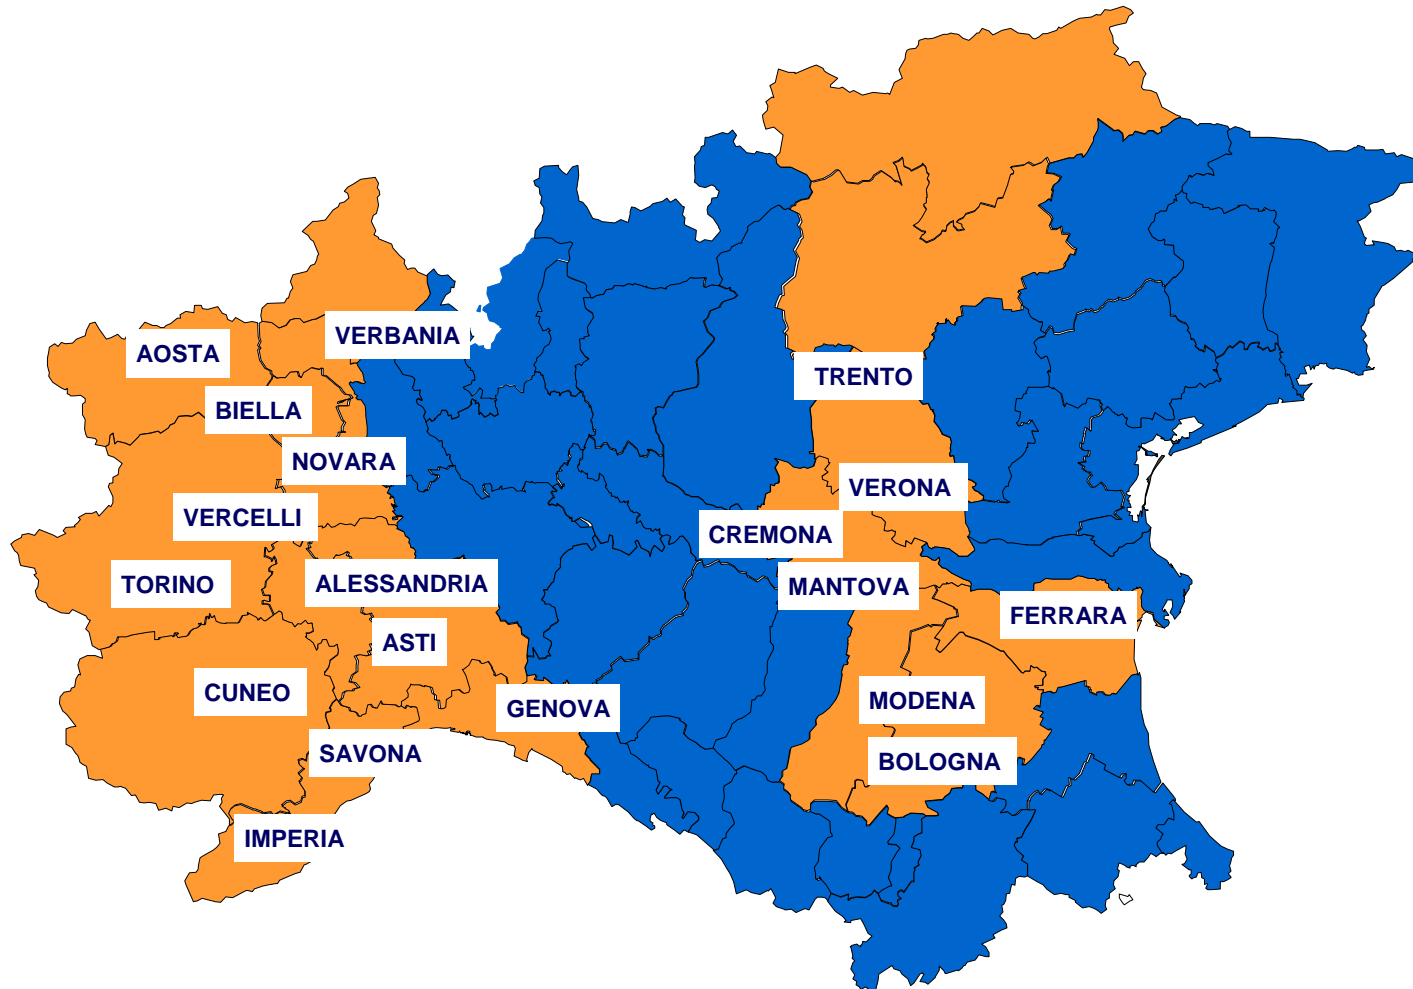 VERBANIA
AOSTA
TRENTO
BIELLA
NOVARA
VERONA
VERCELLI
CREMONA
TORINO
ALESSANDRIA
MANTOVA
FERRARA
ASTI
CUNEO
MODENA
GENOVA
SAVONA
BOLOGNA
IMPERIA